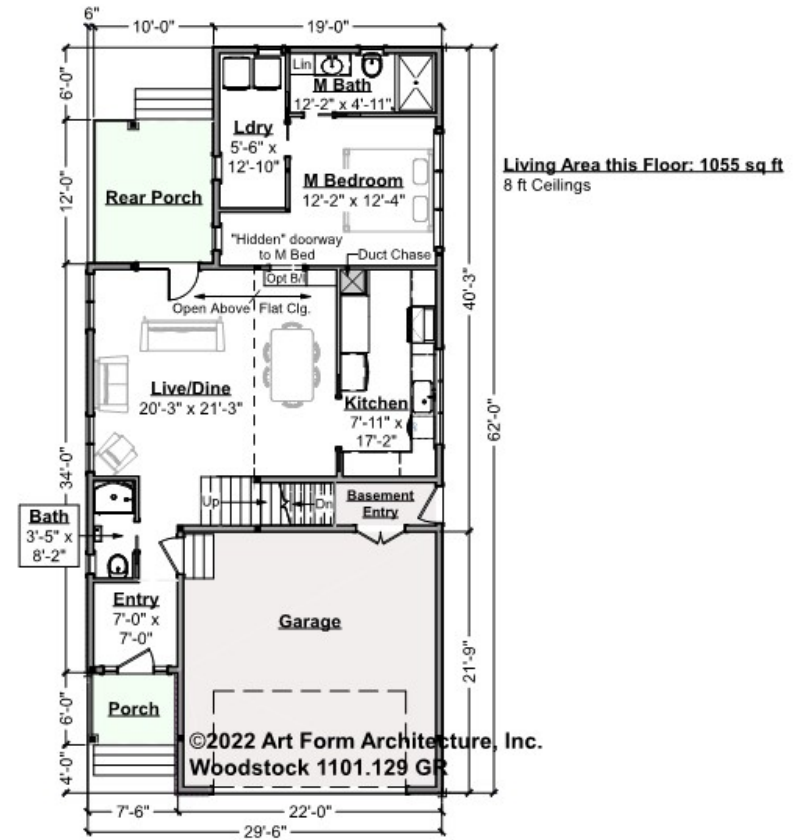 6"
10'-0"
19'-0"
6'-0"
Lin
M Bath
12'-2" x 4'-11"
Ldry
5'-6" x
12'-10"
M Bedroom
12'-2" x 12'-4"
Living Area this Floor: 1055 sq ft
8 ft Ceilings
12'-0"
Rear Porch
"Hidden" doorway
to M Bed
Duct Chase
Opt B/I
40'-3"
Open Above
Flat Clg.
Live/Dine
20'-3" x 21'-3"
Kitchen
7'-11" x
17'-2"
62'-0"
34'-0"
Up
Dn
Basement
Entry
Bath
3'-5" x
8'-2"
Entry
7'-0" x
7'-0"
Garage
21'-9"
6'-0"
Porch
©2022 Art Form Architecture, Inc.
Woodstock 1101.129 GR
4'-0"
7'-6"
22'-0"
29'-6"